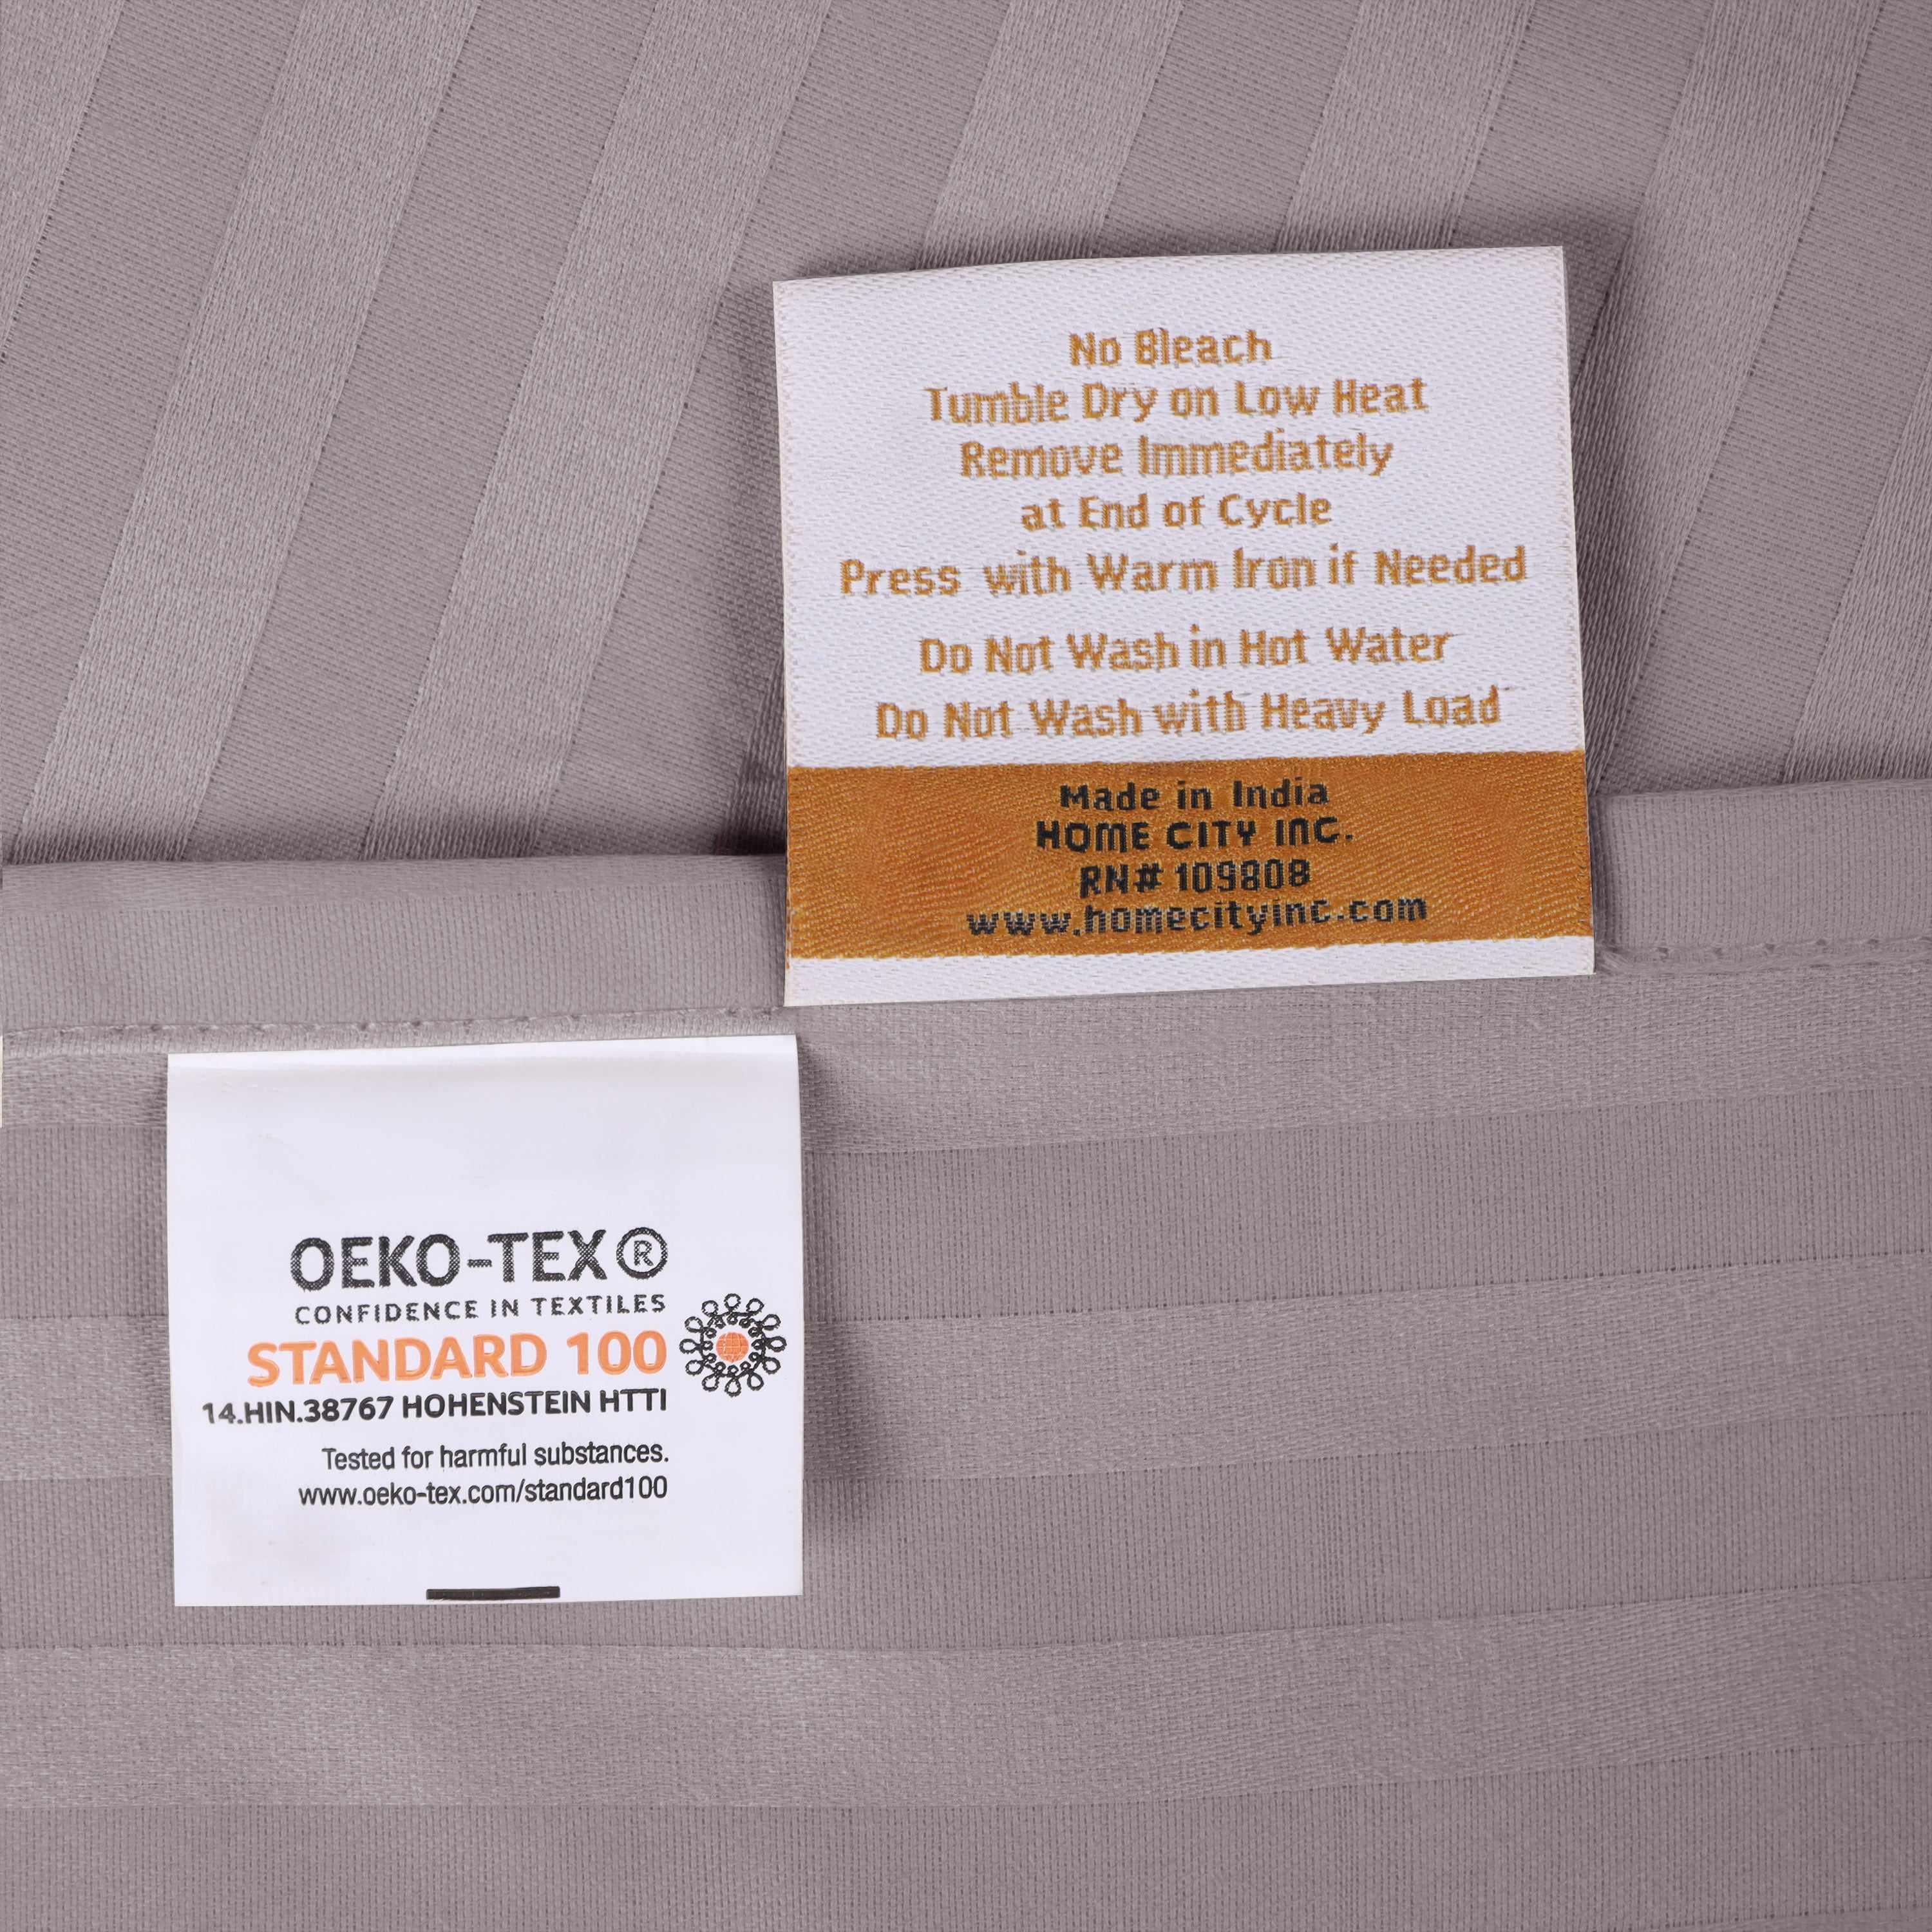 No Bleach
Tumble Dry on Low Heat
Remove Immediately
at End of Cycle
Press with Warm Iron if Needed
Do Not Wash in Hot Water
Do Not Wash with Heavy Load
Made in India
HOME CITY INC.
RN# 109808
www.homecityinc.com
OEKO-TEX®
CONFIDENCE IN TEXTILES
STANDARD 100
14.HIN.38767 HOHENSTEIN HTTI
Tested for harmful substances.
www.oeko-tex.com/standard100